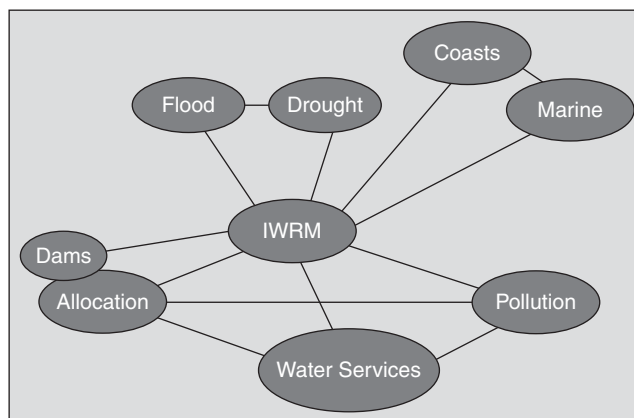 Coasts
Flood
Drought
Marine
IWRM
Dams
Allocation
Pollution
Water Services